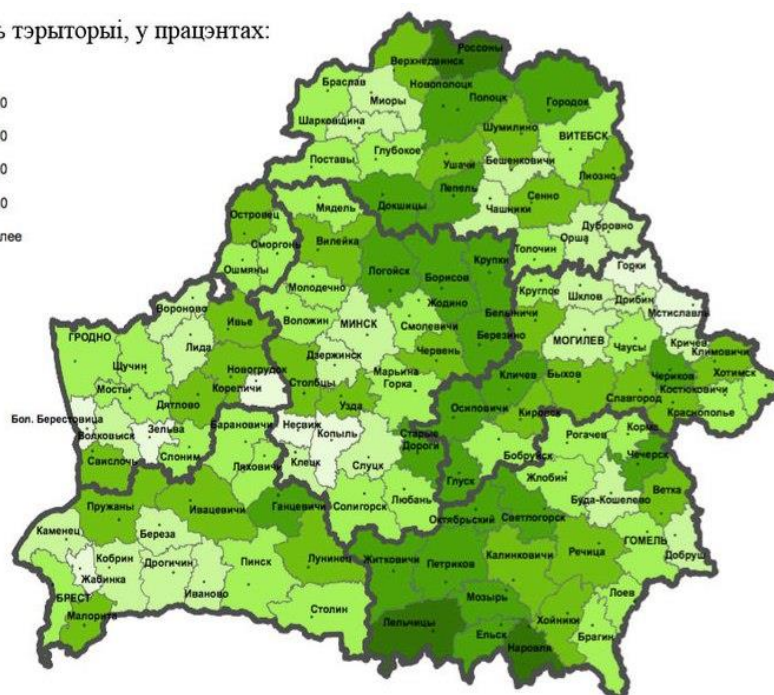 ь тэрыторыі, у працэнтах:
0
0
0
0
лее
Россоны
Верхнедвинск
Браслав
Новополоцк
Миоры
Полоцк
Городок
Шарковщина
Шумилино
ВИТЕБСК
Поставы
Глубокое
Ушачи
Бешенковичи
Лиозно
Докшицы
Лепель
Сенно
Чашники
Мядель
Островец
Дубровно
Сморгонь
Вилейка
Орша
Толочин
Ошмяны
Логойск
Борисов
Крупки
Горки
Молодечно
Жодино
Круглое
Шклов
Дрибин
Вороново
Мстиславль
Ивье
Воложин
МИНСК
Смолевичи
Белыничи
ГРОДНО
Лида
Березино
МОГИЛЕВ
Чаусы
Кричев
Щучин
Дзержинск
Червень
Климовичи
Новогрудок
Марьина
Горка
Чериков
Хотимск
Мосты
Кореличи
Столбцы
Кличев
Быхов
Костюковичи
Дятлово
Узда
Славгород
Осиповичи
Краснополье
Бол. Берестовица
Зельва
Барановичи
Несвиж
Копыль
Кировск
Волковыск
Старые
Дороги
Рогачев
Корма
Слоним
Клецк
Слуцк
Бобруйск
Чечерск
Свислочь
Ляховичи
Глуск
Жлобин
Любань
Буда-Кошелево
Ветка
Пружаны
Ганцевичи
Солигорск
Ивацевичи
Октябрьский
Светлогорск
Каменец
Береза
ГОМЕЛЬ
Кобрин
Лунинец
Житковичи
Калинковичи
Речица
Добруш
Жабинка
Дрогичин
Пинск
Петриков
БРЕСТ
Иваново
Мозырь
Лоев
Малорита
Столин
Лельчицы
Хойники
Ельск
Брагин
Наровля